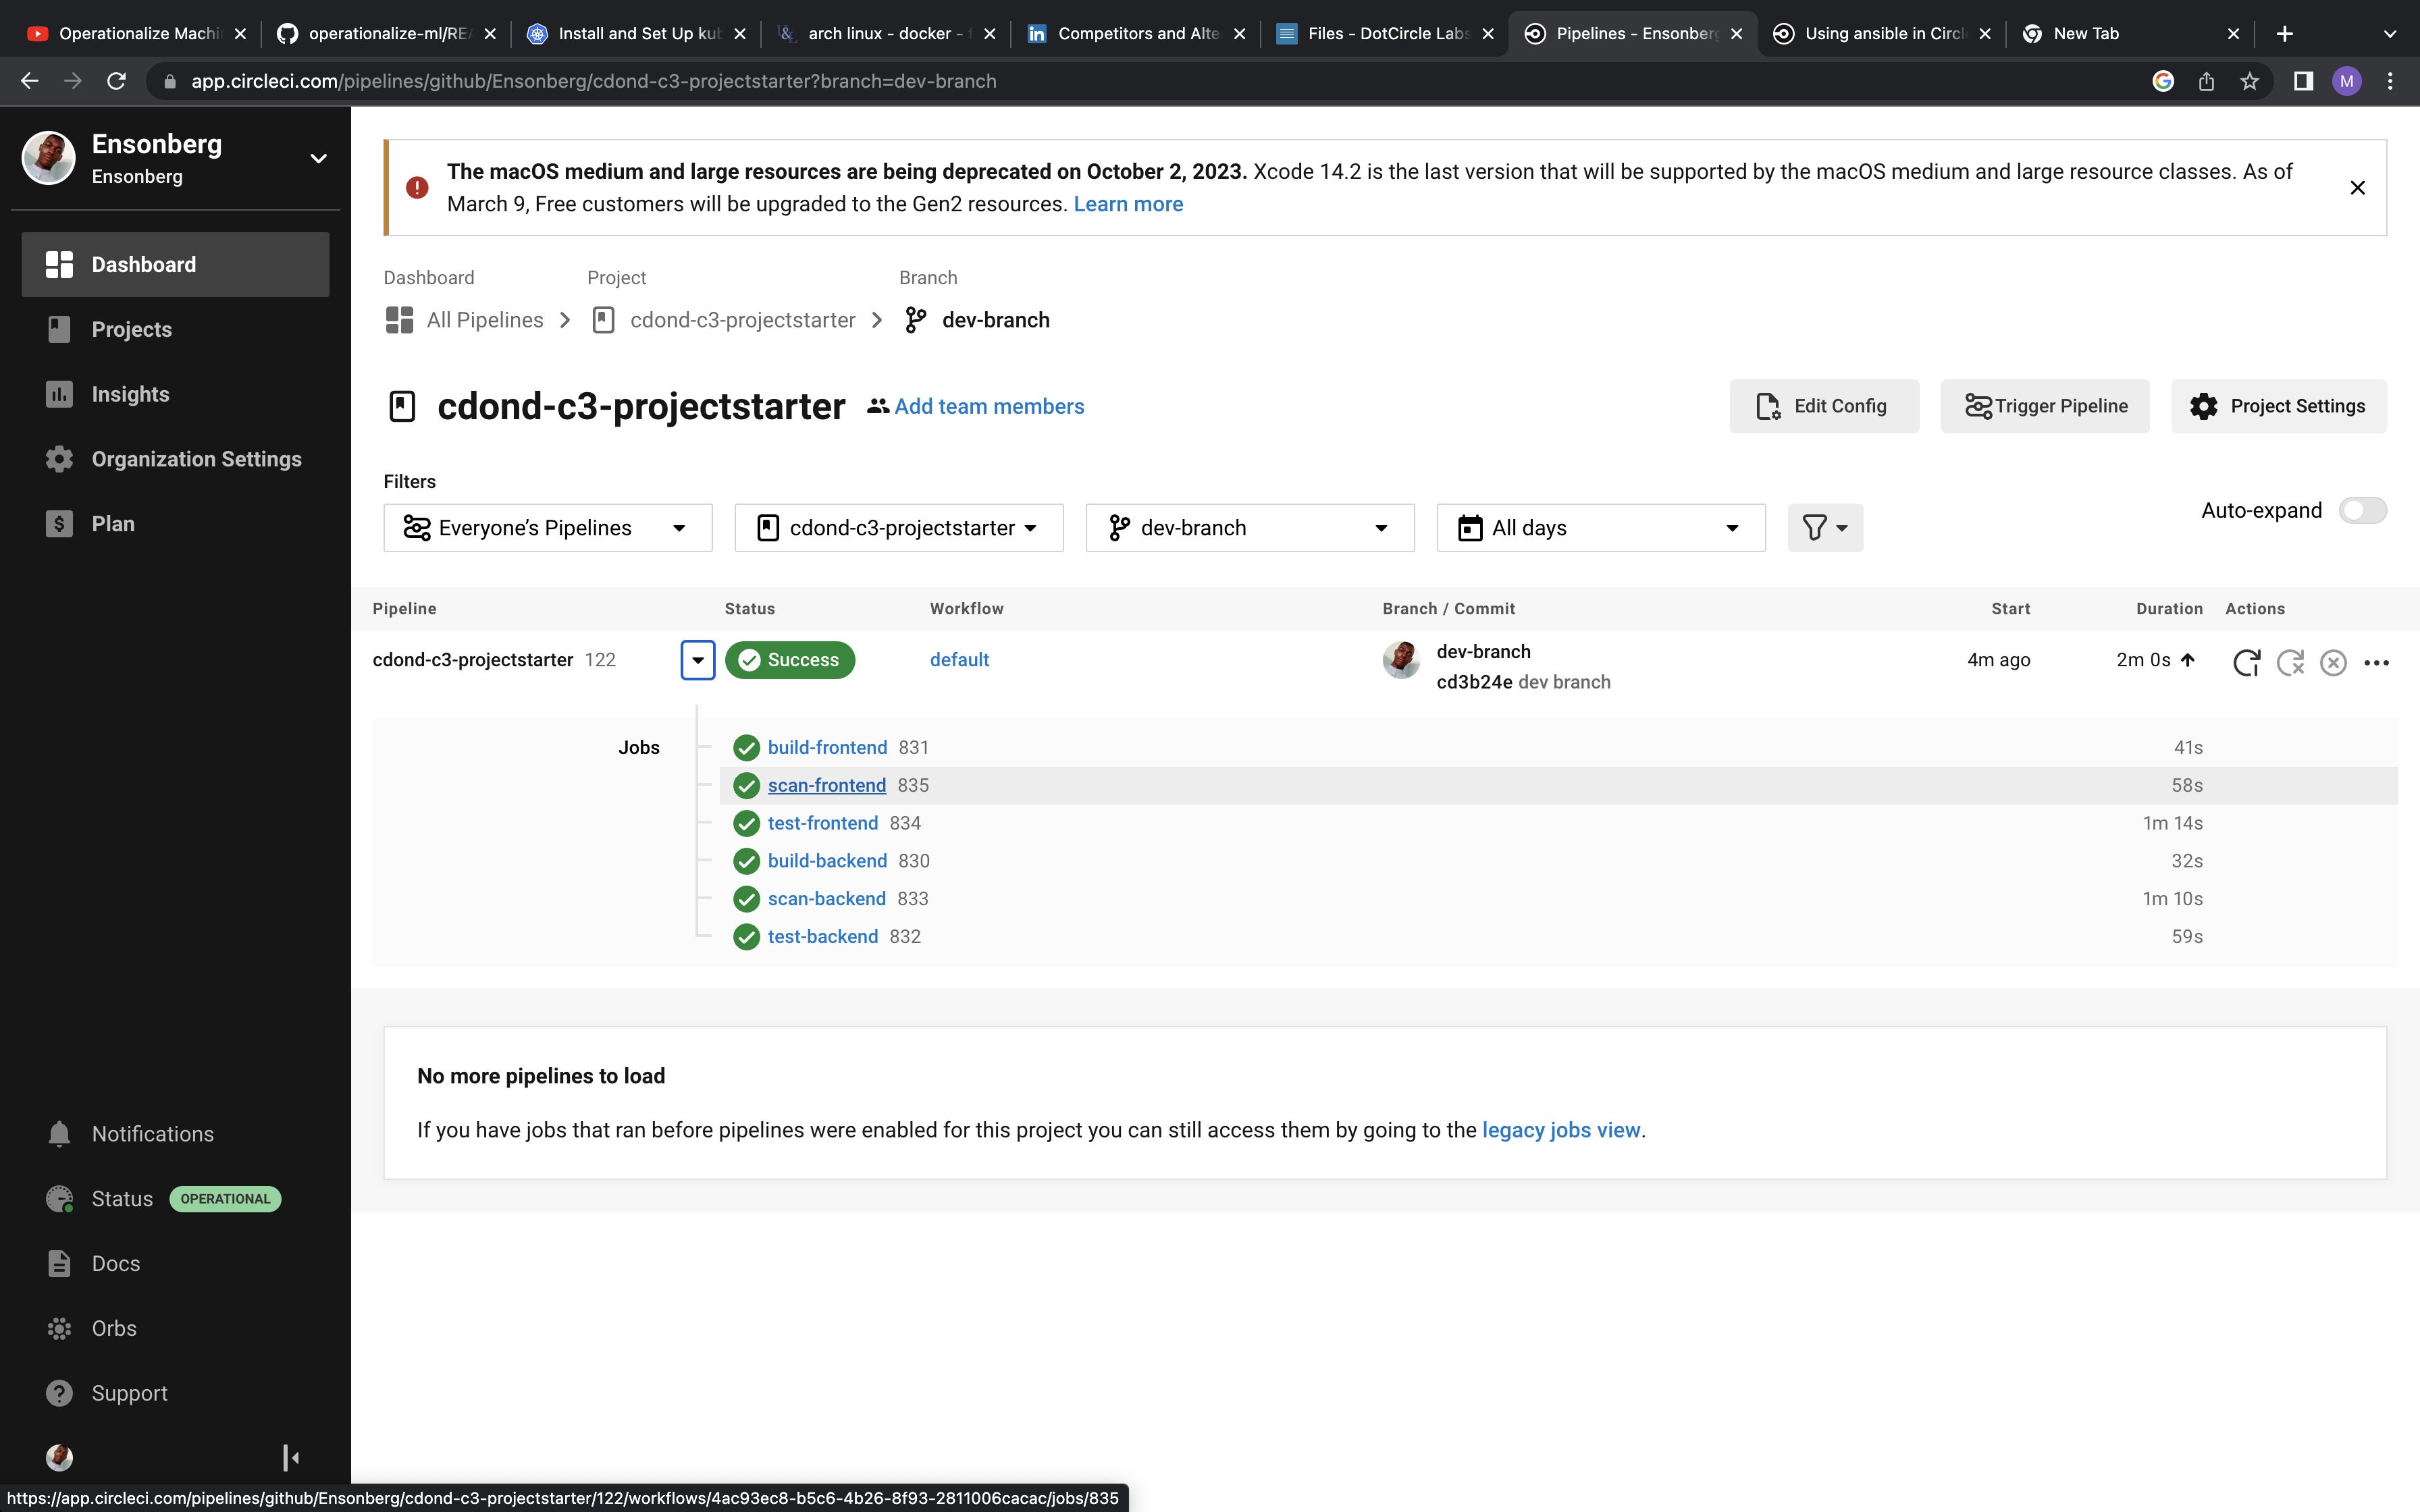 Operationalize Machi
operationalize-ml/REA
Install and Set Up kub
arch linux - docker - f
Competitors and Alte
Files - DotCircle Labs
Pipelines - Ensonberg
Using ansible in Circl
New Tab
app.circleci.com/pipelines/github/Ensonberg/cdond-c3-projectstarter?branch=dev-branch
M
Ensonberg
Ensonberg
Dashboard
Projects
Insights
Organization Settings
Plan
Notifications
Status OPERATIONAL
Docs
Orbs
Support
The macOS medium and large resources are being deprecated on October 2, 2023. Xcode 14.2 is the last version that will be supported by the macOS medium and large resource classes. As of
March 9, Free customers will be upgraded to the Gen2 resources. Learn more
Dashboard Project Branch
All Pipelines cdond-c3-projectstarter dev-branch
cdond-c3-projectstarter Add team members
Edit Config Trigger Pipeline Project Settings
Filters
Everyone's Pipelines cdond-c3-projectstarter dev-branch All days
Auto-expand
Pipeline Status Workflow Branch / Commit Start Duration Actions
cdond-c3-projectstarter 122 Success default dev-branch 4m ago 2m 0s
cd3b24e dev branch
Jobs build-frontend 831 41s
scan-frontend 835 58s
test-frontend 834 1m 14s
build-backend 830 32s
scan-backend 833 1m 10s
test-backend 832 59s
No more pipelines to load
If you have jobs that ran before pipelines were enabled for this project you can still access them by going to the legacy jobs view.
https://app.circleci.com/pipelines/github/Ensonberg/cdond-c3-projectstarter/122/workflows/4ac93ec8-b5c6-4b26-8f93-2811006cacac/jobs/835